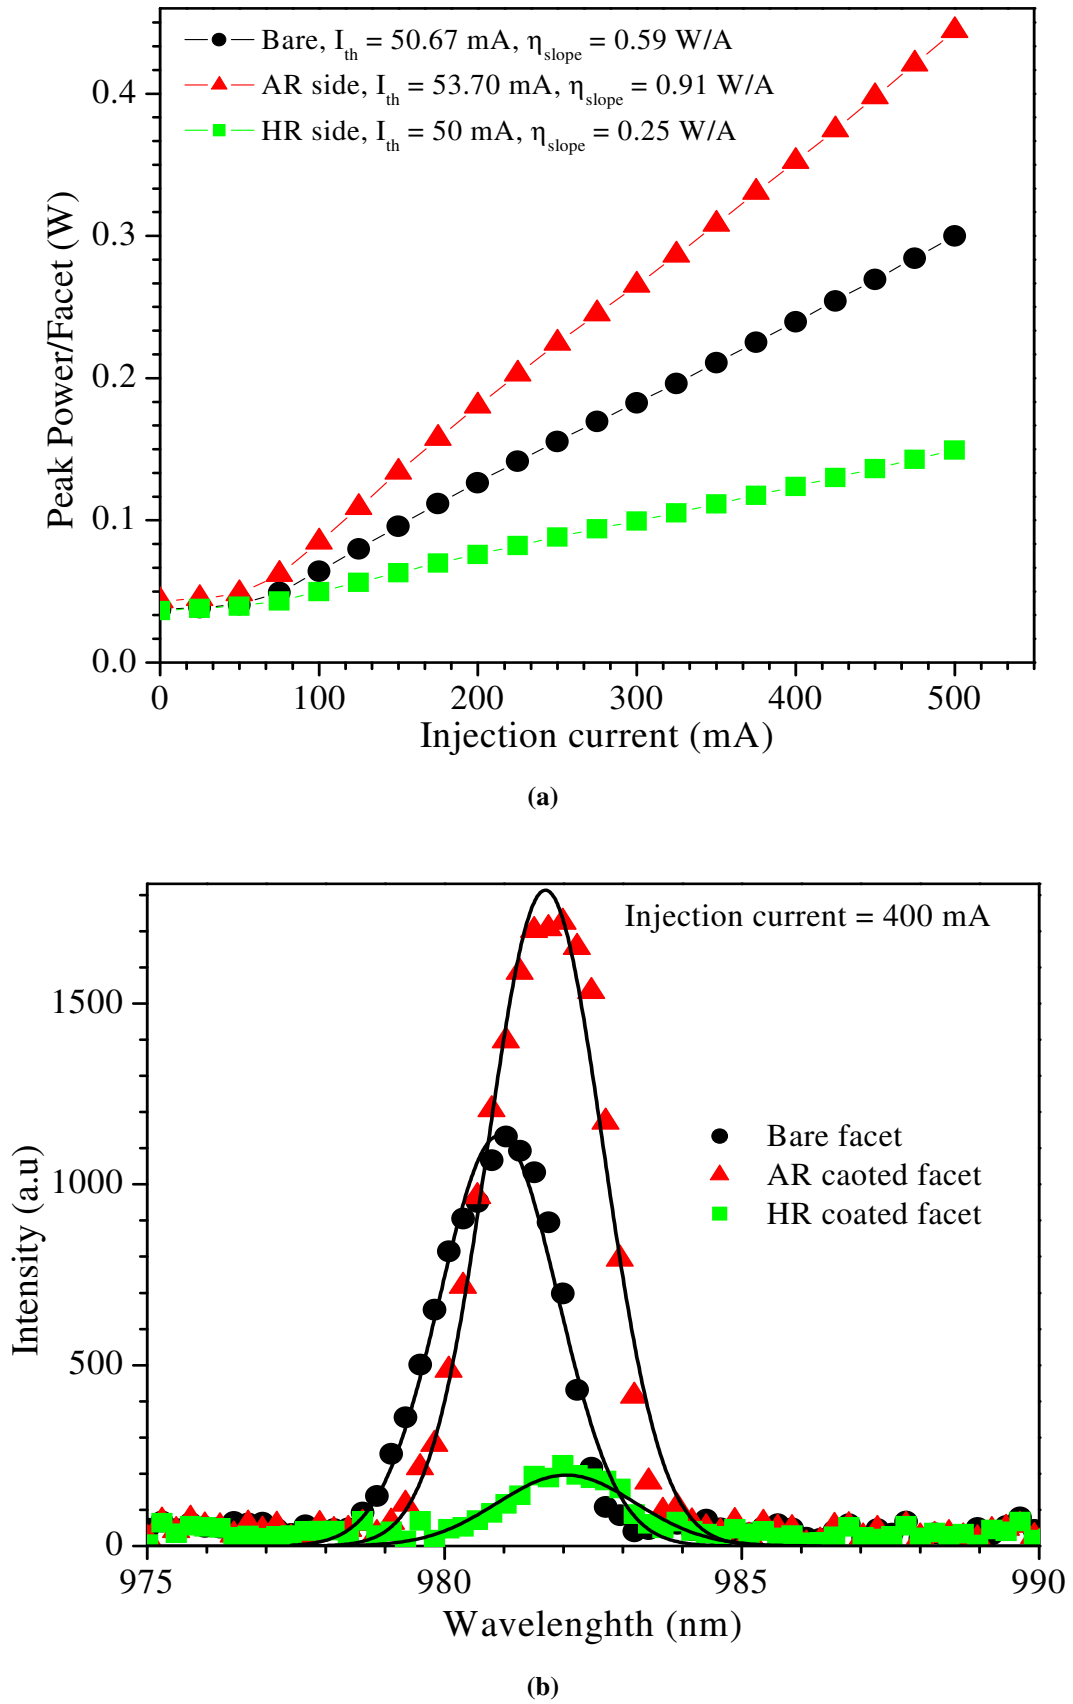 Bare, I_th = 50.67 mA, η_slope = 0.59 W/A
AR side, I_th = 53.70 mA, η_slope = 0.91 W/A
HR side, I_th = 50 mA, η_slope = 0.25 W/A
Peak Power/Facet (W)
0.4
0.3
0.2
0.1
0.0
0 100 200 300 400 500
Injection current (mA)
(a)
Injection current = 400 mA
Bare facet
AR caoted facet
HR coated facet
Intensity (a.u)
1500
1000
500
0
975 980 985 990
Wavelenghth (nm)
(b)